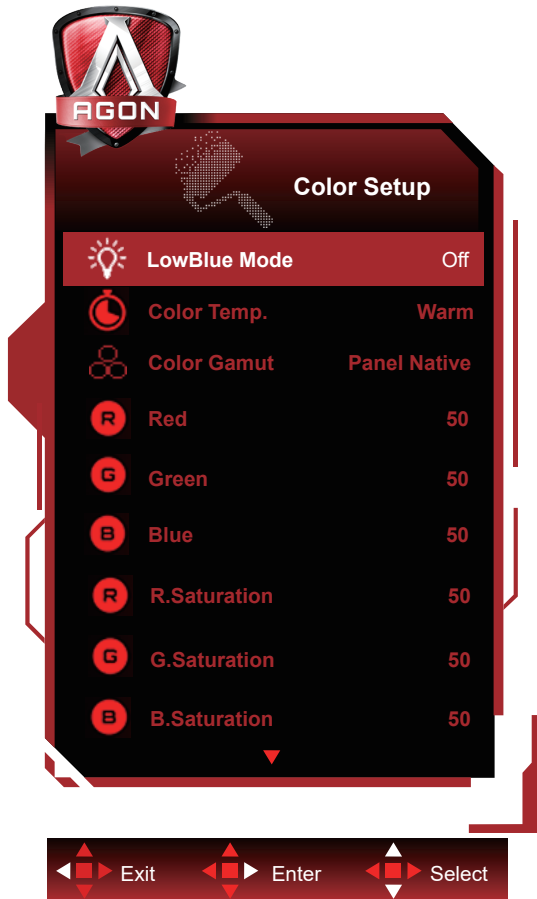 AGON
Color Setup
LowBlue Mode Off
Color Temp. Warm
Color Gamut Panel Native
R Red 50
G Green 50
B Blue 50
R R.Saturation 50
G G.Saturation 50
B B.Saturation 50
Exit Enter Select